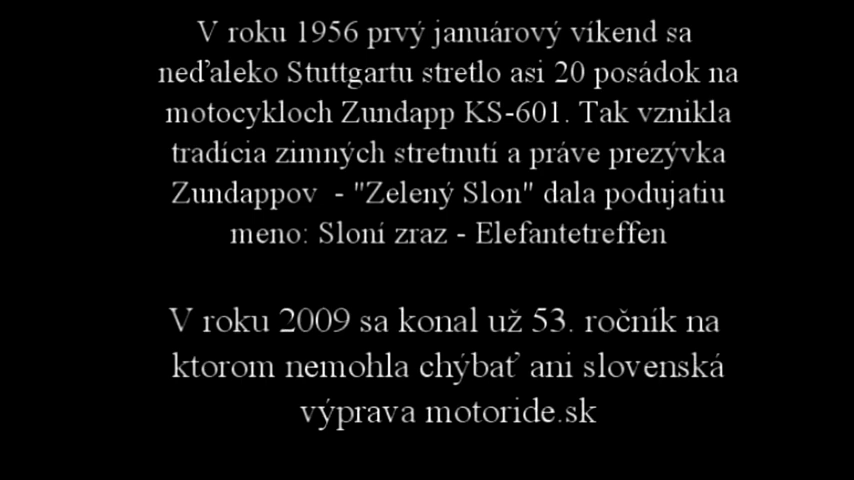 V roku 1956 prvý januárový víkend sa
neďaleko Stuttgartu stretlo asi 20 posádok na
motocykloch Zundapp KS-601. Tak vznikla
tradícia zimných stretnutí a práve prezývka
Zundappov - "Zelený Slon" dala podujatiu
meno: Sloní zraz - Elefantetreffen
V roku 2009 sa konal už 53. ročník na
ktorom nemohla chýbať ani slovenská
výprava motoride.sk